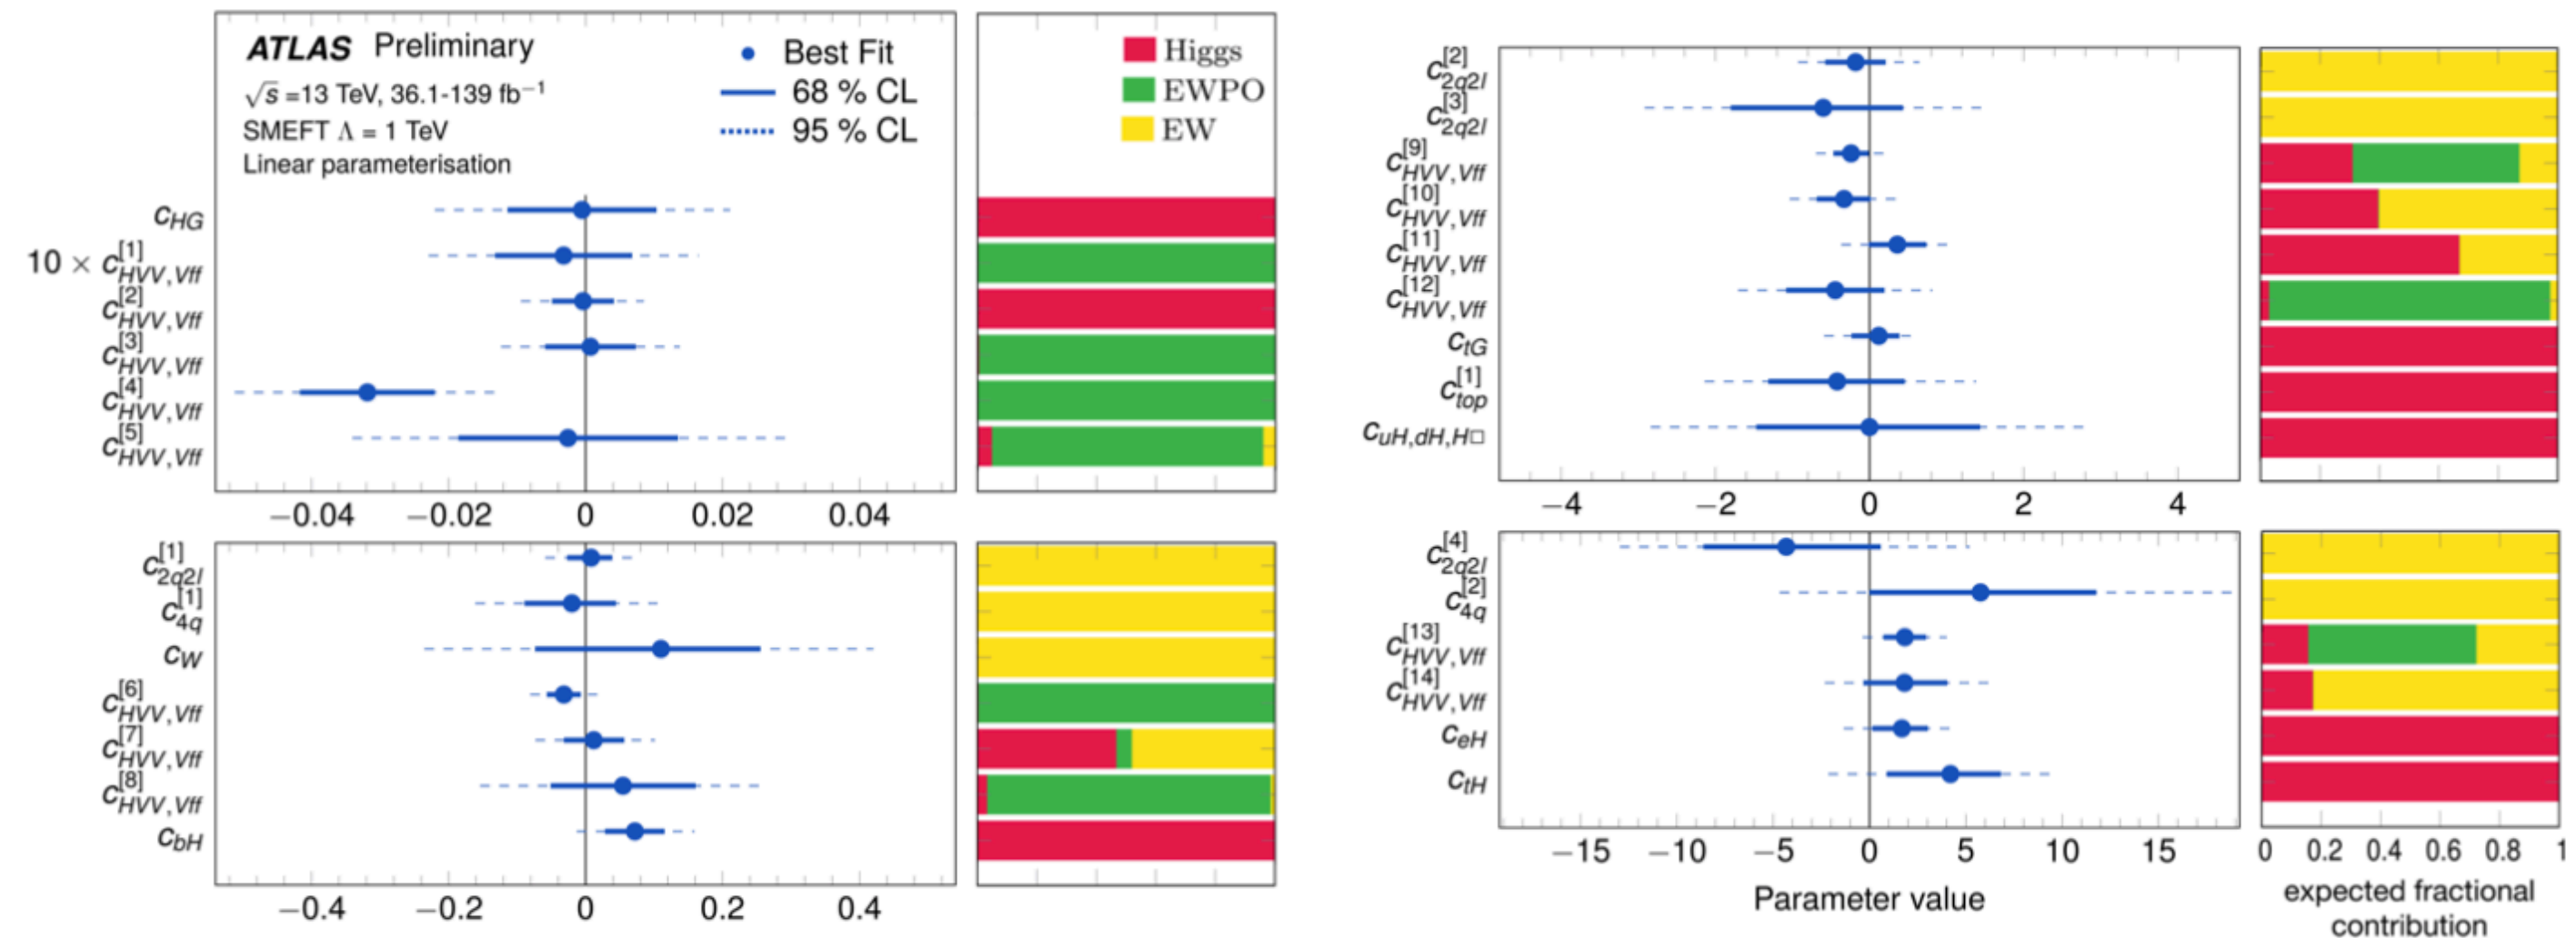 ATLAS Preliminary
√s =13 TeV, 36.1-139 fb⁻¹
SMEFT Λ = 1 TeV
Linear parameterisation
Best Fit
68 % CL
95 % CL
Higgs
EWPO
EW
c_HG
10 × c^[1]_HVV,Vff
c^[2]_HVV,Vff
c^[3]_HVV,Vff
c^[4]_HVV,Vff
c^[5]_HVV,Vff
−0.04 −0.02 0 0.02 0.04
c^[1]_2q2l
c^[1]_4q
c_W
c^[6]_HVV,Vff
c^[7]_HVV,Vff
c^[8]_HVV,Vff
c_bH
−0.4 −0.2 0 0.2 0.4
c^[2]_2q2l
c^[3]_2q2l
c^[9]_HVV,Vff
c^[10]_HVV,Vff
c^[11]_HVV,Vff
c^[12]_HVV,Vff
c_tG
c^[1]_top
c_uH,dH,H□
−4 −2 0 2 4
c^[4]_2q2l
c^[2]_4q
c^[13]_HVV,Vff
c^[14]_HVV,Vff
c_eH
c_tH
−15 −10 −5 0 5 10 15
Parameter value
0 0.2 0.4 0.6 0.8 1
expected fractional
contribution